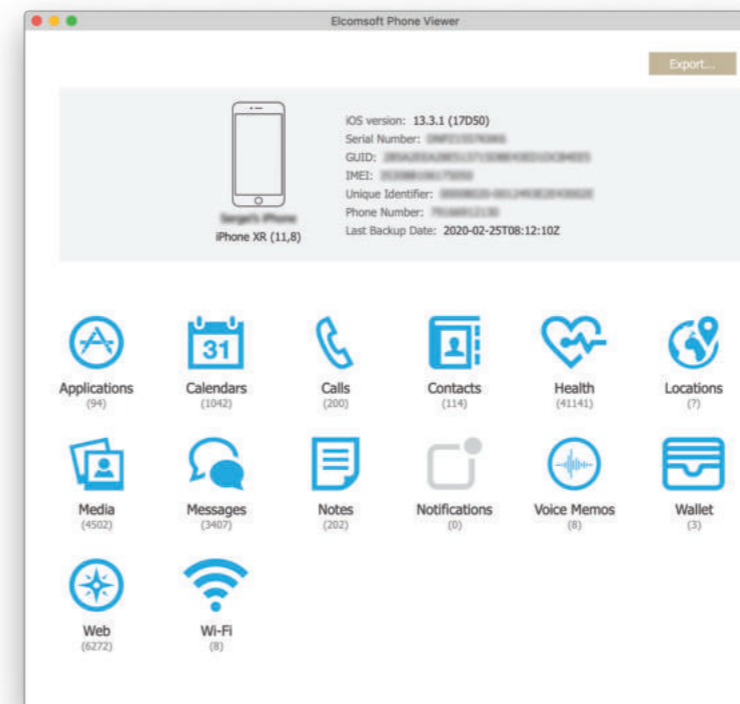 Elcomsoft Phone Viewer
Export...
iOS version: 13.3.1 (17D50)
Serial Number:
GUID:
IMEI:
Unique Identifier:
Phone Number:
Last Backup Date: 2020-02-25T08:12:10Z
iPhone XR (11,8)
31
Applications Calendars Calls Contacts Health Locations
(94) (1042) (200) (114) (41141) (?)
Media Messages Notes Notifications Voice Memos Wallet
(4502) (3407) (202) (0) (8) (3)
Web Wi-Fi
(6272) (8)